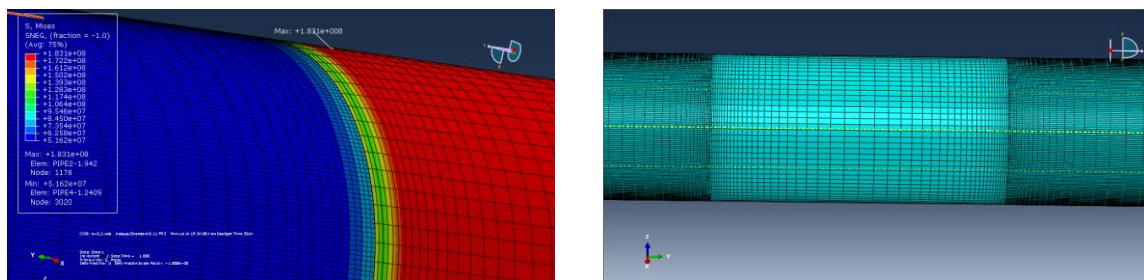 S, Mises
SNEG, (fraction = -1.0)
(Avg: 75%)
+1.831e+08
+1.722e+08
+1.612e+08
+1.502e+08
+1.393e+08
+1.283e+08
+1.174e+08
+1.064e+08
+9.546e+07
+8.450e+07
+7.354e+07
+6.258e+07
+5.162e+07
Max: +1.831e+08
Elem: PIPE2-1.942
Node: 1178
Min: +5.162e+07
Elem: PIPE4-1.2409
Node: 3020
Max: +1.831e+008
Y
X
Z
Z
Y
X